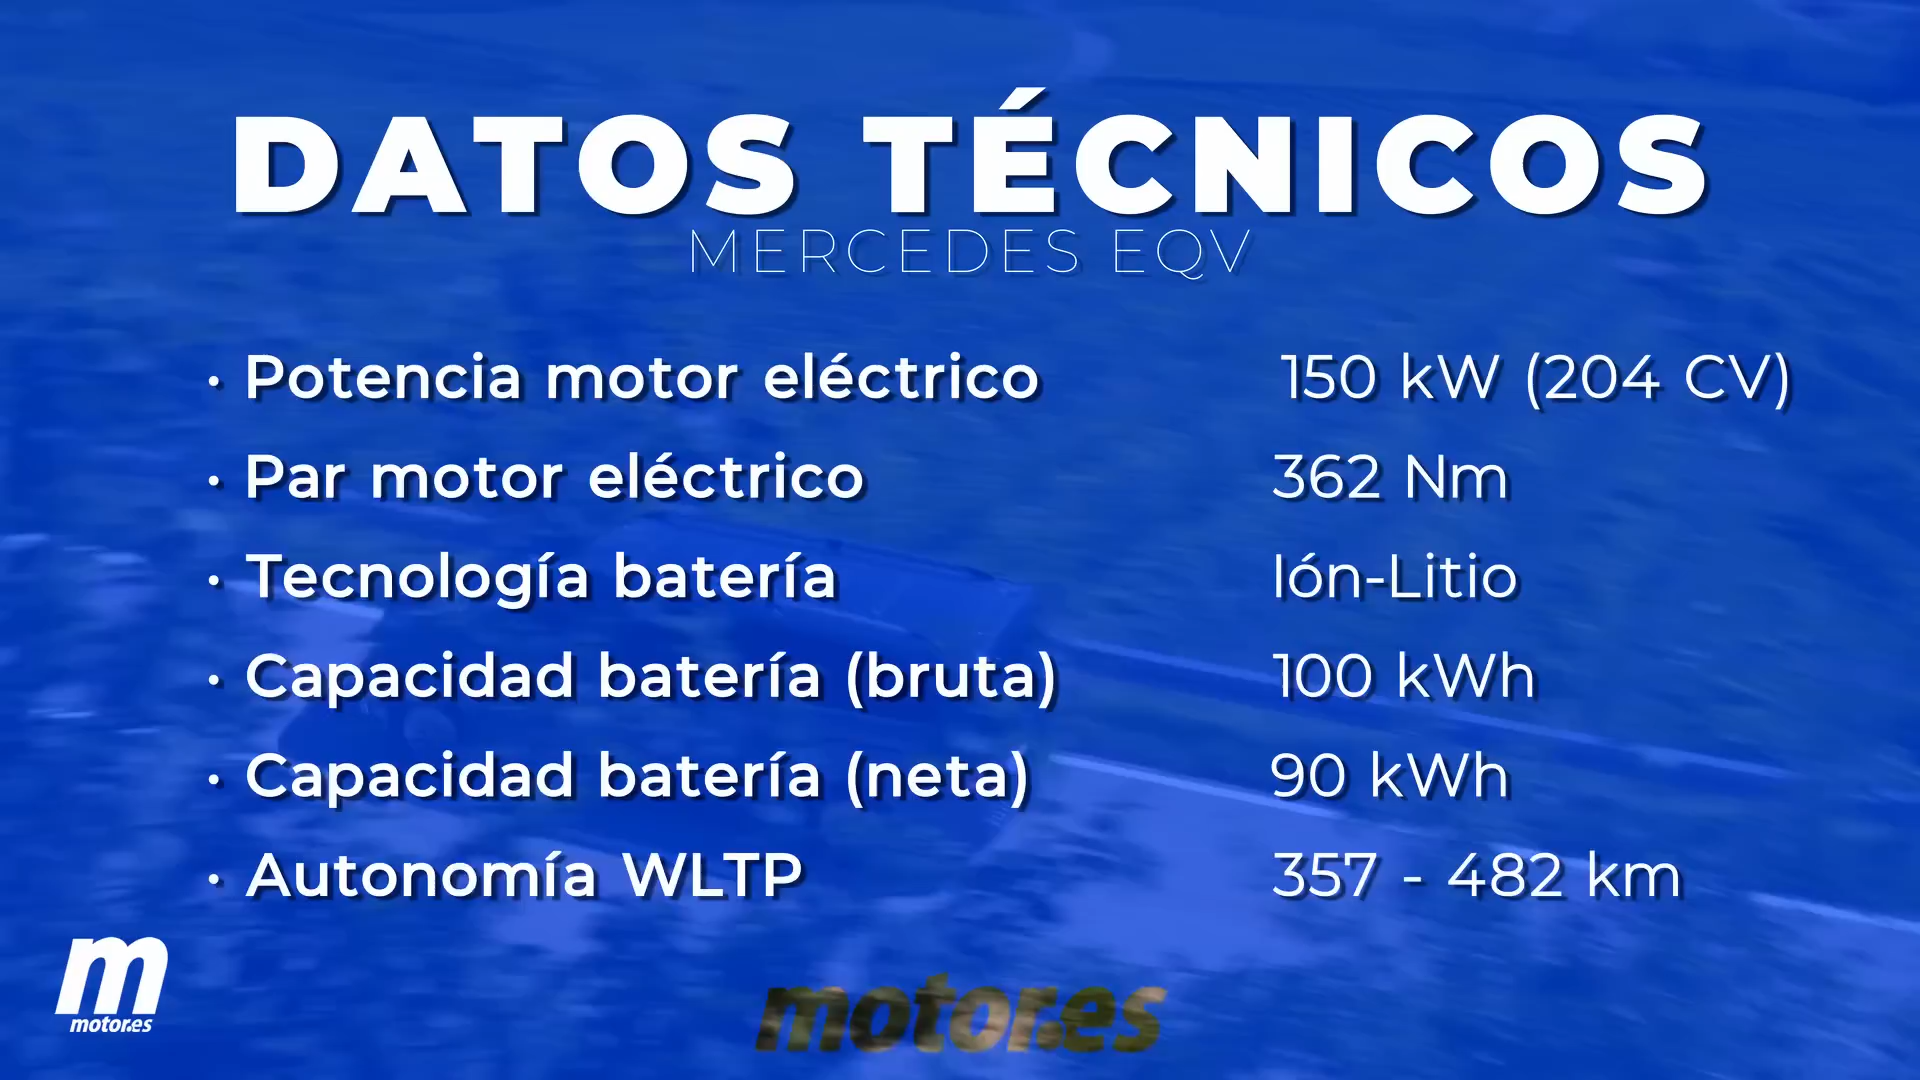 DATOS TÉCNICOS
MERCEDES EQV
• Potencia motor eléctrico 150 kW (204 CV)
• Par motor eléctrico 362 Nm
• Tecnología batería Ión-Litio
• Capacidad batería (bruta) 100 kWh
• Capacidad batería (neta) 90 kWh
• Autonomía WLTP 357 - 482 km
m
motor.es
motor.es